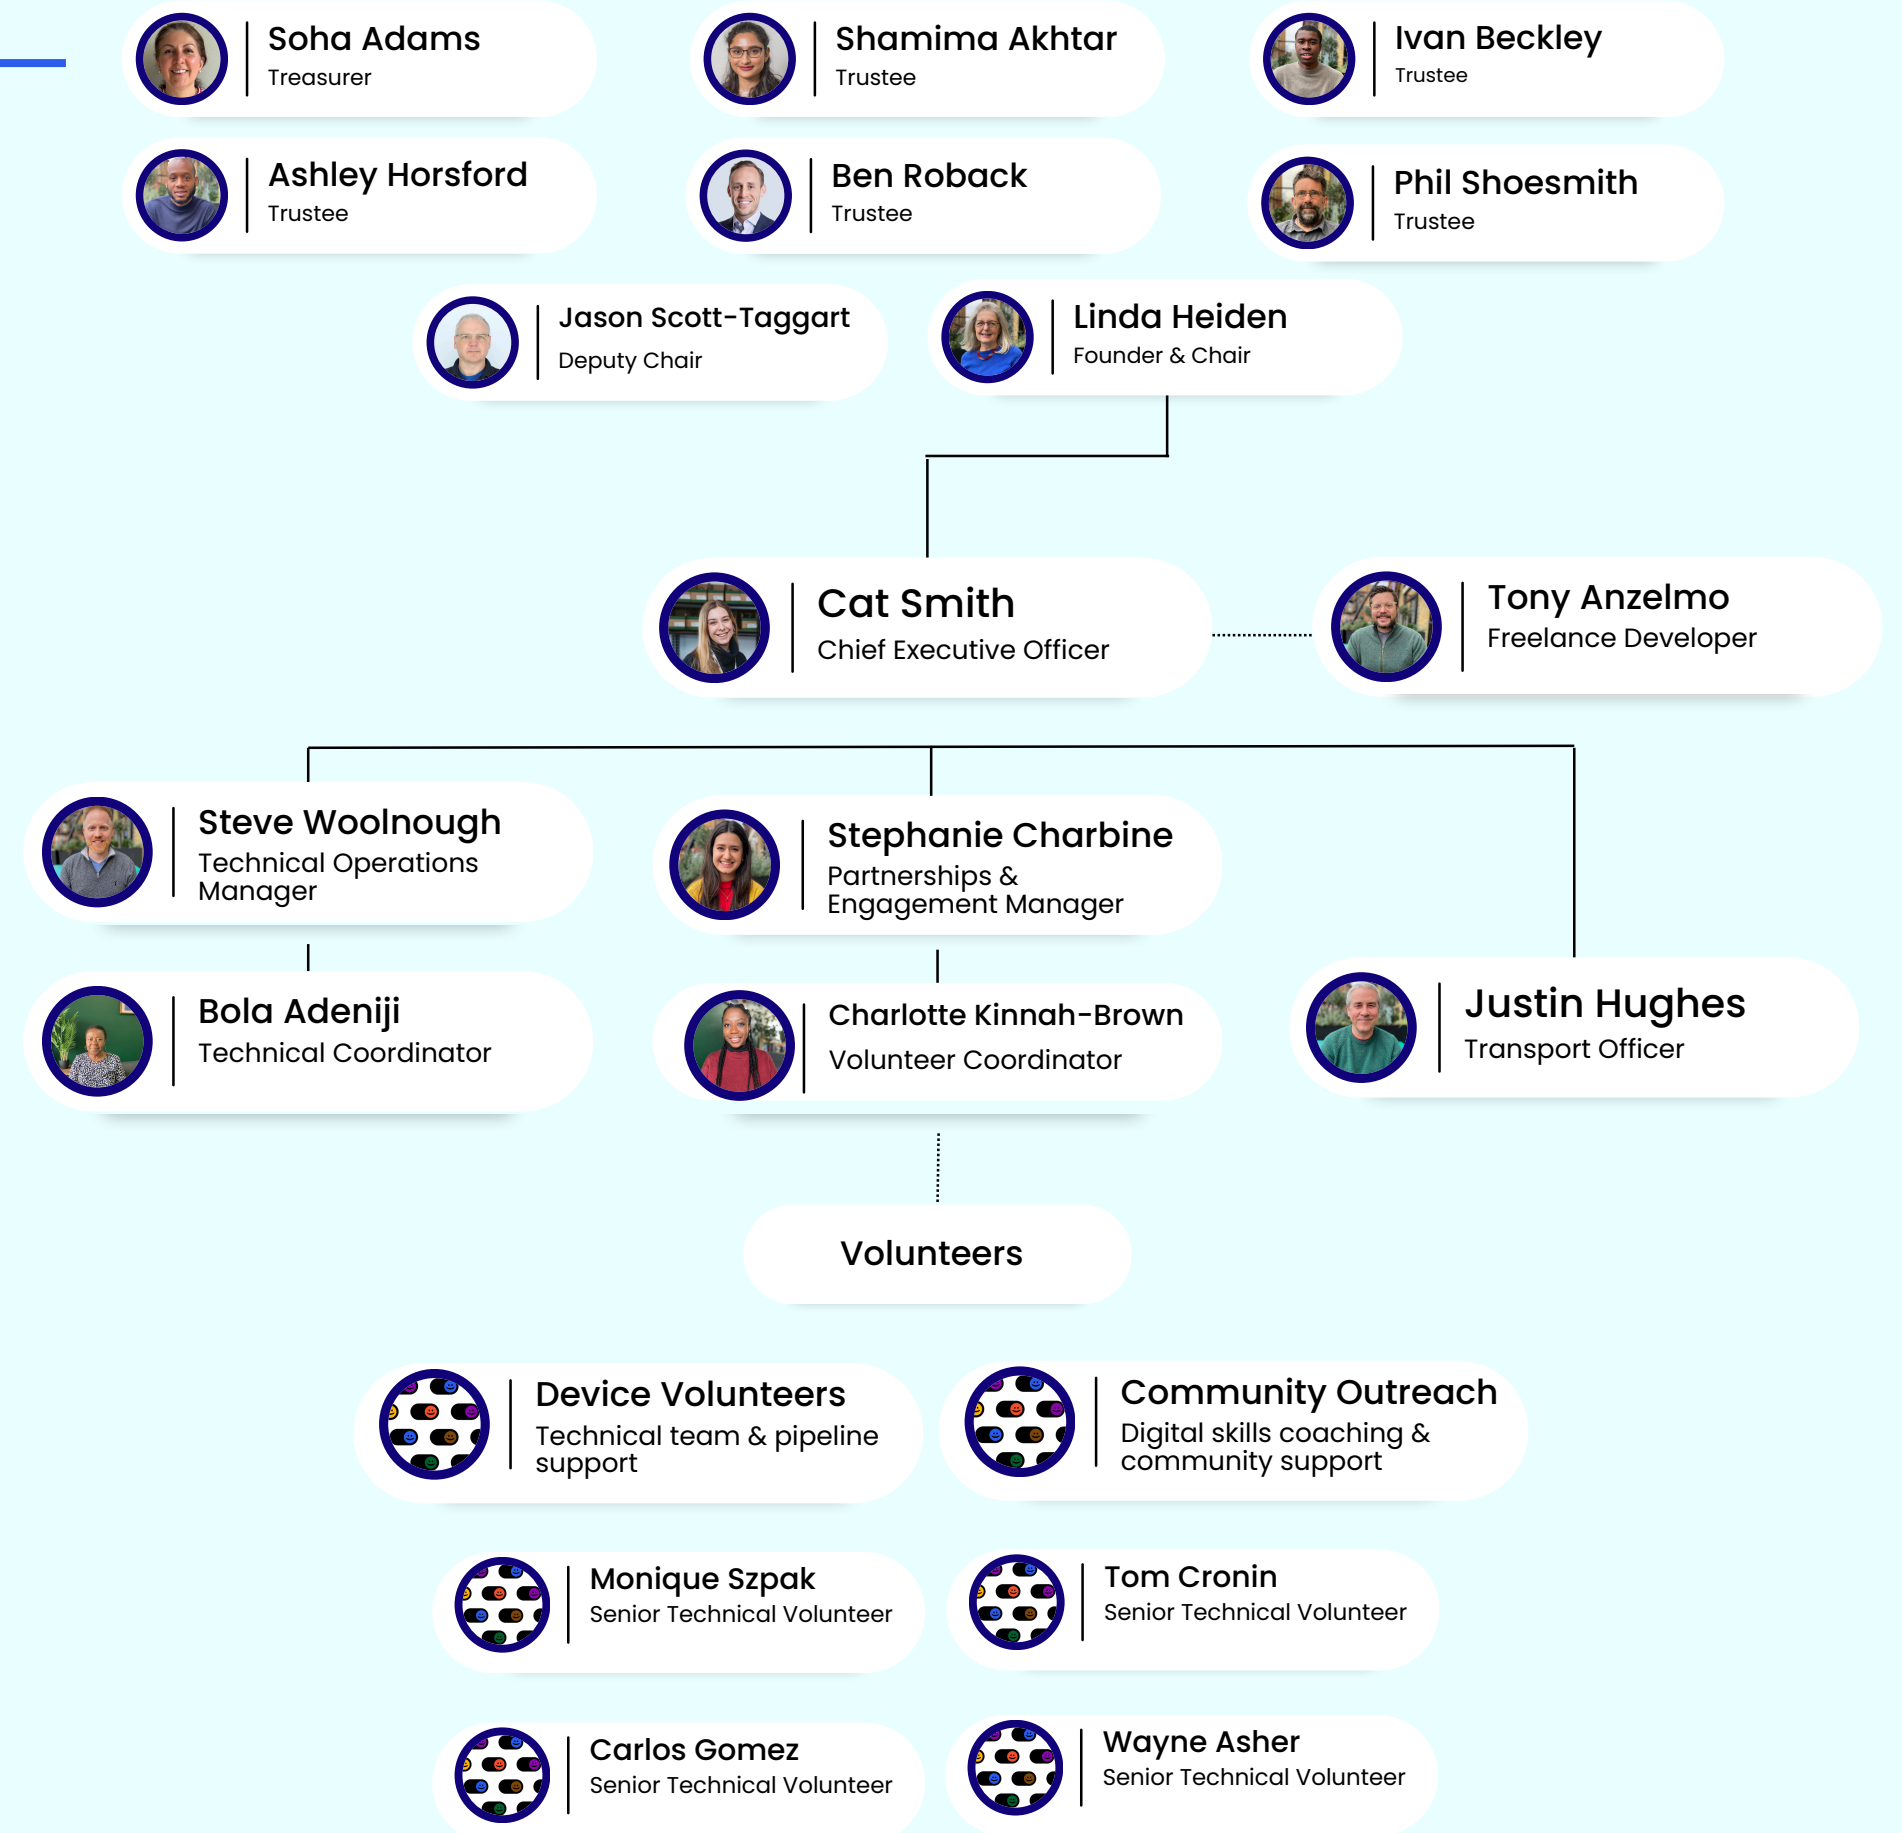 Soha Adams
Treasurer
Shamima Akhtar
Trustee
Ivan Beckley
Trustee
Ashley Horsford
Trustee
Ben Roback
Trustee
Phil Shoesmith
Trustee
Jason Scott-Taggart
Deputy Chair
Linda Heiden
Founder & Chair
Cat Smith
Chief Executive Officer
Tony Anzelmo
Freelance Developer
Steve Woolnough
Technical Operations
Manager
Stephanie Charbine
Partnerships &
Engagement Manager
Bola Adeniji
Technical Coordinator
Charlotte Kinnah-Brown
Volunteer Coordinator
Justin Hughes
Transport Officer
Volunteers
Device Volunteers
Technical team & pipeline
support
Community Outreach
Digital skills coaching &
community support
Monique Szpak
Senior Technical Volunteer
Tom Cronin
Senior Technical Volunteer
Carlos Gomez
Senior Technical Volunteer
Wayne Asher
Senior Technical Volunteer